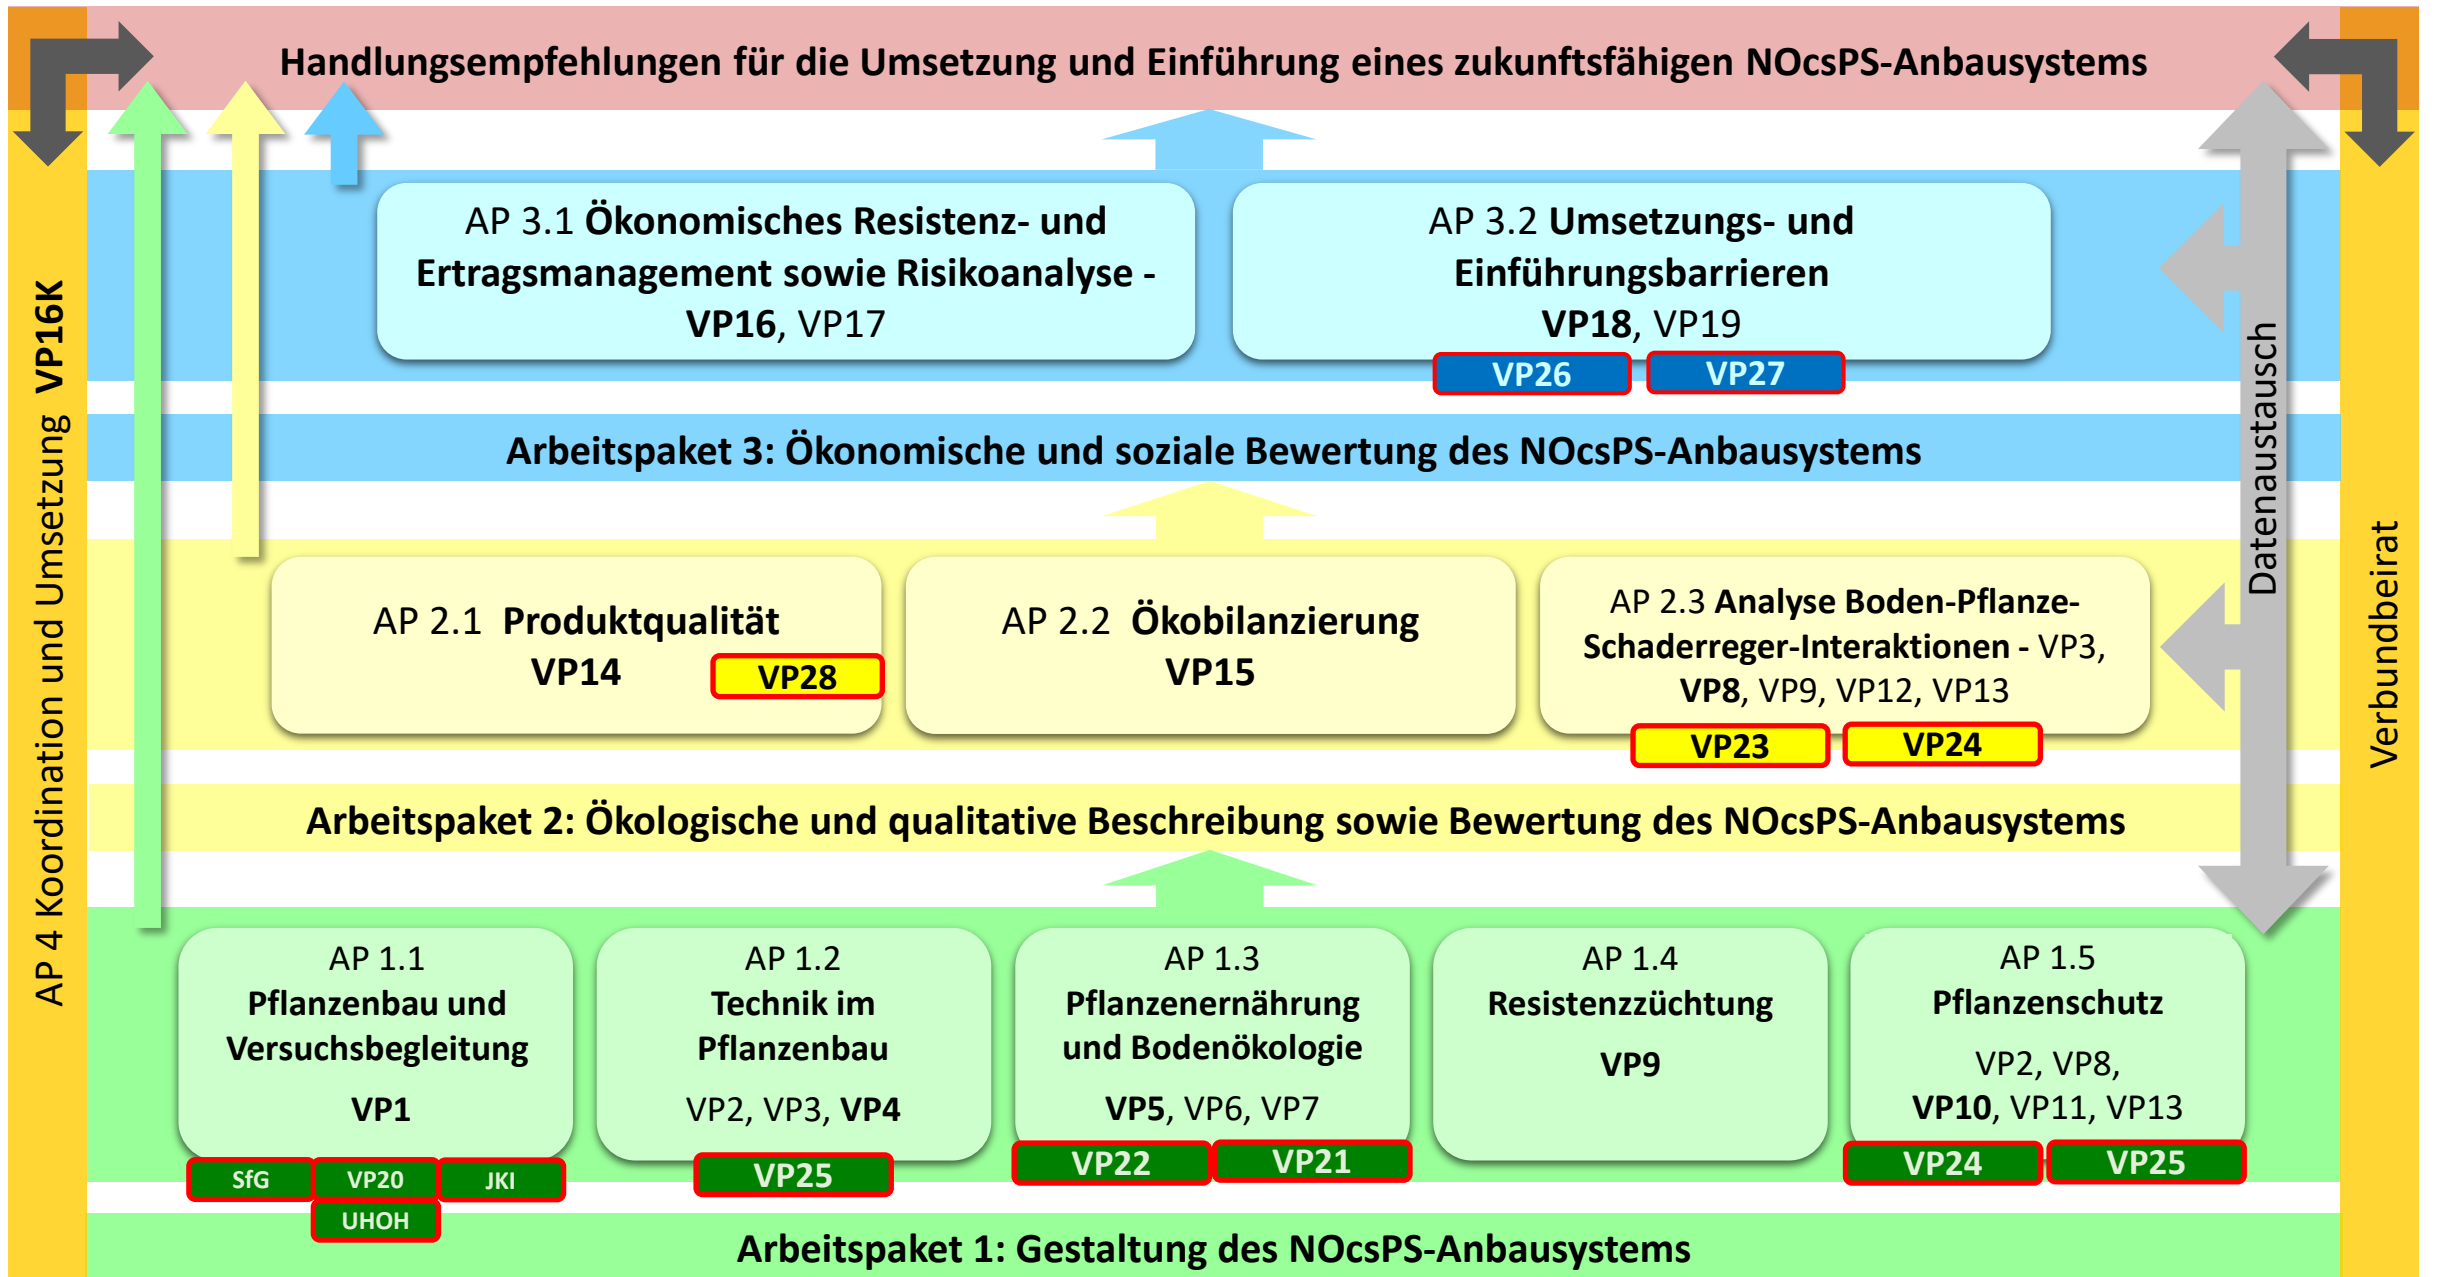 Handlungsempfehlungen für die Umsetzung und Einführung eines zukunftsfähigen NOcsPS-Anbausystems
AP 4 Koordination und Umsetzung VP16K
AP 3.1 Ökonomisches Resistenz- und
Ertragsmanagement sowie Risikoanalyse -
VP16, VP17
AP 3.2 Umsetzungs- und
Einführungsbarrieren
VP18, VP19
VP26
VP27
Datenaustausch
Verbundbeirat
Arbeitspaket 3: Ökonomische und soziale Bewertung des NOcsPS-Anbausystems
AP 2.1 Produktqualität
VP14
VP28
AP 2.2 Ökobilanzierung
VP15
AP 2.3 Analyse Boden-Pflanze-
Schaderreger-Interaktionen - VP3,
VP8, VP9, VP12, VP13
VP23
VP24
Arbeitspaket 2: Ökologische und qualitative Beschreibung sowie Bewertung des NOcsPS-Anbausystems
AP 1.1
Pflanzenbau und
Versuchsbegleitung
VP1
SfG
VP20
JKI
UHOH
AP 1.2
Technik im
Pflanzenbau
VP2, VP3, VP4
VP25
AP 1.3
Pflanzenernährung
und Bodenökologie
VP5, VP6, VP7
VP22
VP21
AP 1.4
Resistenzzüchtung
VP9
AP 1.5
Pflanzenschutz
VP2, VP8,
VP10, VP11, VP13
VP24
VP25
Arbeitspaket 1: Gestaltung des NOcsPS-Anbausystems